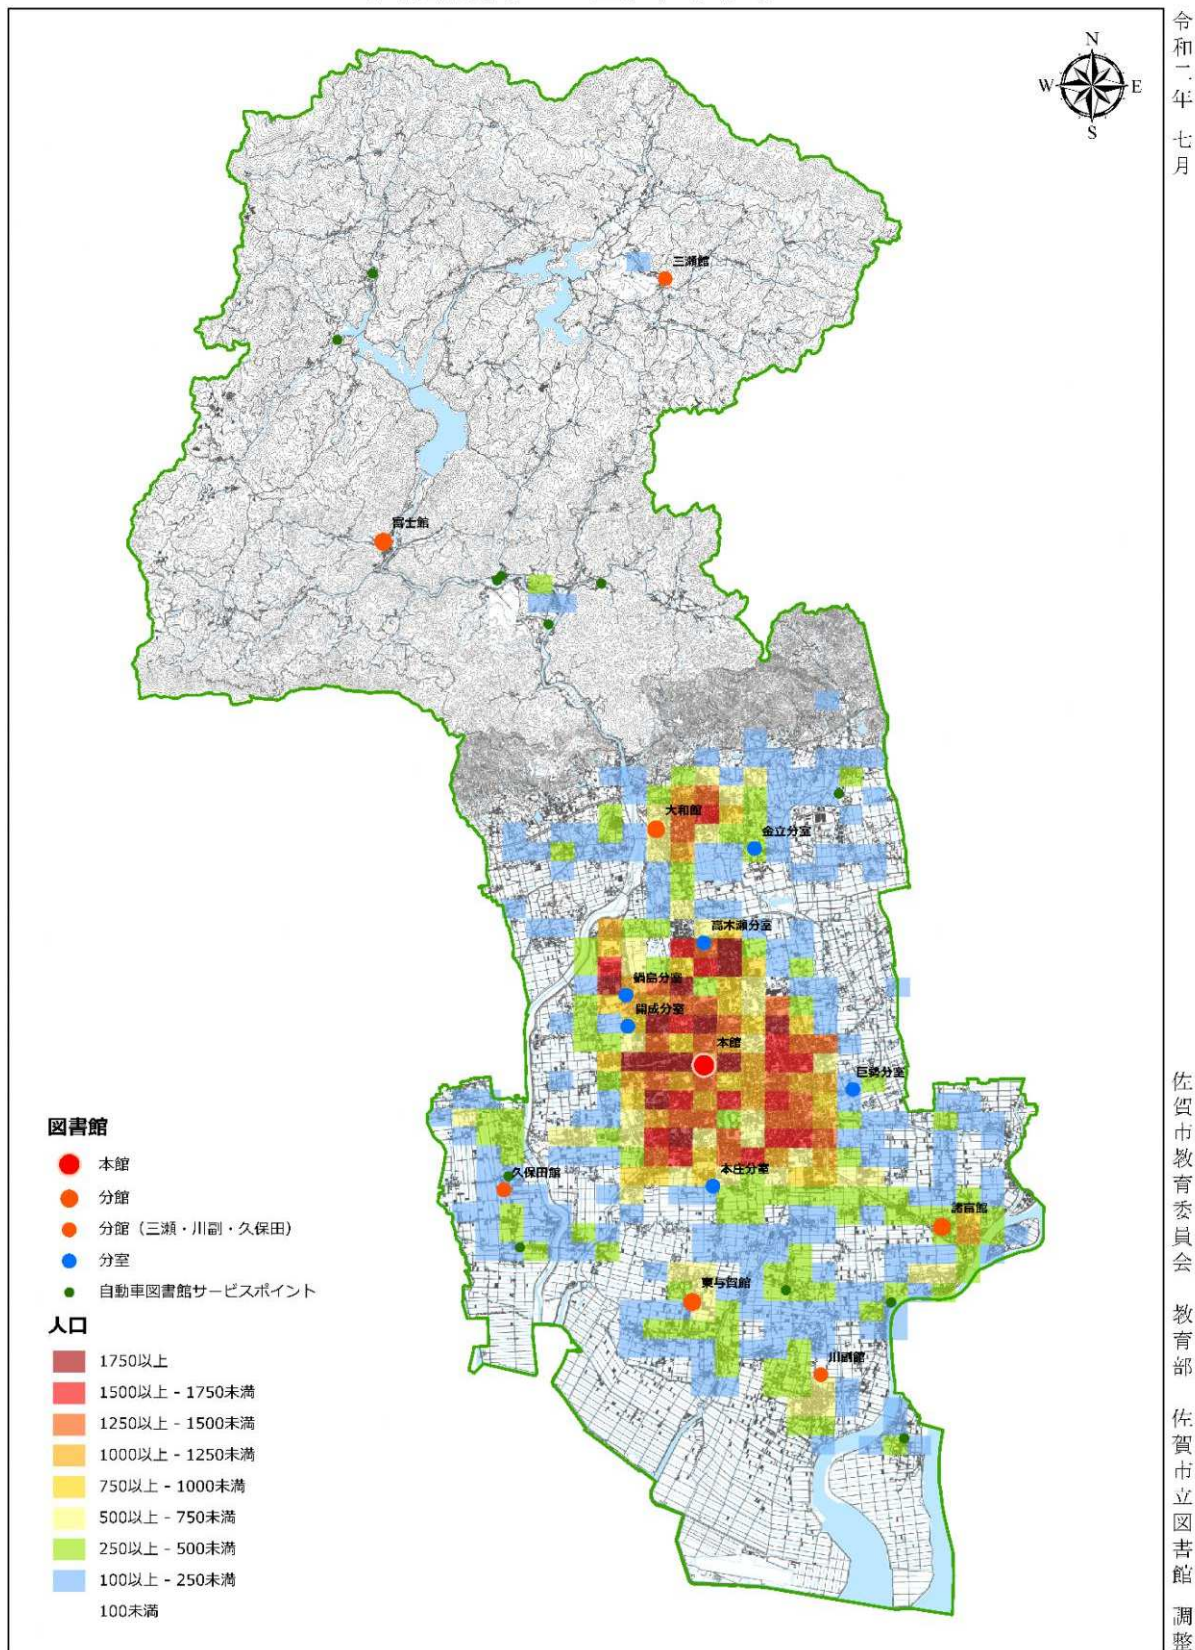 令和二年 七月
N
W
E
S
三瀬館
富士館
大和館
金立分室
高木瀬分室
鍋島分室
開成分室
本館
巨勢分室
久保田館
本庄分室
諸富館
東与賀館
川副館
図書館
本館
分館
分館（三瀬・川副・久保田）
分室
自動車図書館サービスポイント
人口
1750以上
1500以上 - 1750未満
1250以上 - 1500未満
1000以上 - 1250未満
750以上 - 1000未満
500以上 - 750未満
250以上 - 500未満
100以上 - 250未満
100未満
佐賀市教育委員会 教育部 佐賀市立図書館 調整